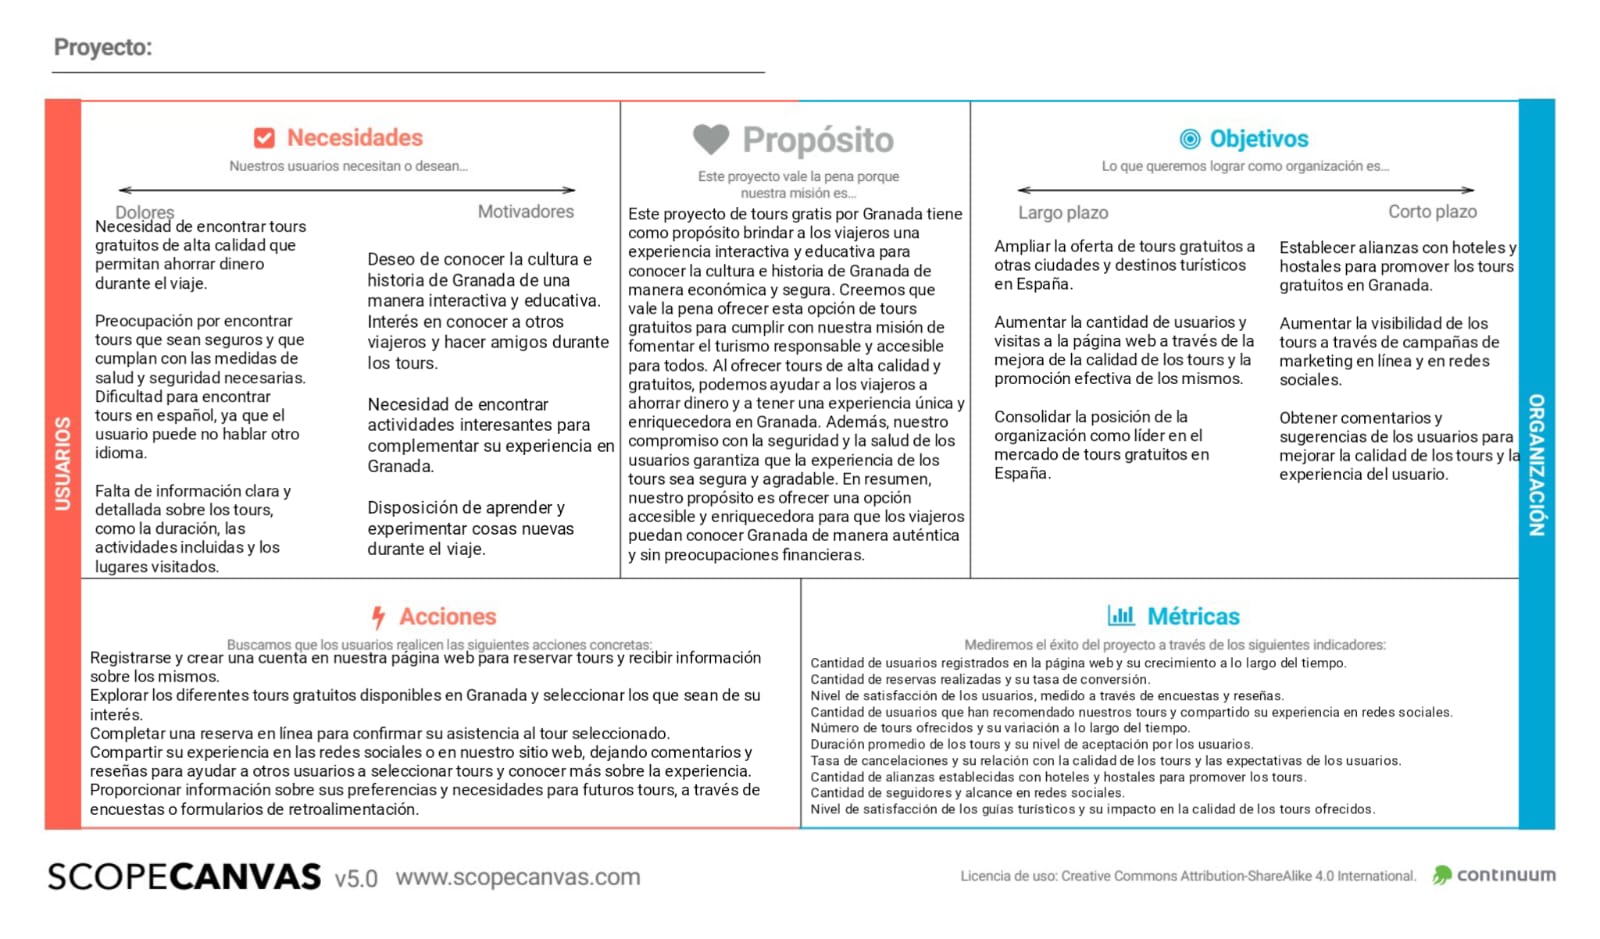 Proyecto:
Necesidades
Nuestros usuarios necesitan o desean...
Dolores
Motivadores
Necesidad de encontrar tours
gratuitos de alta calidad que
permitan ahorrar dinero
durante el viaje.
Preocupación por encontrar
tours que sean seguros y que
cumplan con las medidas de
salud y seguridad necesarias.
Dificultad para encontrar
tours en español, ya que el
usuario puede no hablar otro
idioma.
Falta de información clara y
detallada sobre los tours,
como la duración, las
actividades incluidas y los
lugares visitados.
Deseo de conocer la cultura e
historia de Granada de una
manera interactiva y educativa.
Interés en conocer a otros
viajeros y hacer amigos durante
los tours.
Necesidad de encontrar
actividades interesantes para
complementar su experiencia en
Granada.
Disposición de aprender y
experimentar cosas nuevas
durante el viaje.
Propósito
Este proyecto vale la pena porque
nuestra misión es...
Este proyecto de tours gratis por Granada tiene
como propósito brindar a los viajeros una
experiencia interactiva y educativa para
conocer la cultura e historia de Granada de
manera económica y segura. Creemos que
vale la pena ofrecer esta opción de tours
gratuitos para cumplir con nuestra misión de
fomentar el turismo responsable y accesible
para todos. Al ofrecer tours de alta calidad y
gratuitos, podemos ayudar a los viajeros a
ahorrar dinero y a tener una experiencia única y
enriquecedora en Granada. Además, nuestro
compromiso con la seguridad y la salud de los
usuarios garantiza que la experiencia de los
tours sea segura y agradable. En resumen,
nuestro propósito es ofrecer una opción
accesible y enriquecedora para que los viajeros
puedan conocer Granada de manera auténtica
y sin preocupaciones financieras.
Objetivos
Lo que queremos lograr como organización es...
Largo plazo
Corto plazo
Ampliar la oferta de tours gratuitos a
otras ciudades y destinos turísticos
en España.
Aumentar la cantidad de usuarios y
visitas a la página web a través de la
mejora de la calidad de los tours y la
promoción efectiva de los mismos.
Consolidar la posición de la
organización como líder en el
mercado de tours gratuitos en
España.
Establecer alianzas con hoteles y
hostales para promover los tours
gratuitos en Granada.
Aumentar la visibilidad de los
tours a través de campañas de
marketing en línea y en redes
sociales.
Obtener comentarios y
sugerencias de los usuarios para
mejorar la calidad de los tours y la
experiencia del usuario.
USUARIOS
ORGANIZACIÓN
Acciones
Buscamos que los usuarios realicen las siguientes acciones concretas:
Registrarse y crear una cuenta en nuestra página web para reservar tours y recibir información
sobre los mismos.
Explorar los diferentes tours gratuitos disponibles en Granada y seleccionar los que sean de su
interés.
Completar una reserva en línea para confirmar su asistencia al tour seleccionado.
Compartir su experiencia en las redes sociales o en nuestro sitio web, dejando comentarios y
reseñas para ayudar a otros usuarios a seleccionar tours y conocer más sobre la experiencia.
Proporcionar información sobre sus preferencias y necesidades para futuros tours, a través de
encuestas o formularios de retroalimentación.
Métricas
Mediremos el éxito del proyecto a través de los siguientes indicadores:
Cantidad de usuarios registrados en la página web y su crecimiento a lo largo del tiempo.
Cantidad de reservas realizadas y su tasa de conversión.
Nivel de satisfacción de los usuarios, medido a través de encuestas y reseñas.
Cantidad de usuarios que han recomendado nuestros tours y compartido su experiencia en redes sociales.
Número de tours ofrecidos y su variación a lo largo del tiempo.
Duración promedio de los tours y su nivel de aceptación por los usuarios.
Tasa de cancelaciones y su relación con la calidad de los tours y las expectativas de los usuarios.
Cantidad de alianzas establecidas con hoteles y hostales para promover los tours.
Cantidad de seguidores y alcance en redes sociales.
Nivel de satisfacción de los guías turísticos y su impacto en la calidad de los tours ofrecidos.
SCOPECANVAS v5.0 www.scopecanvas.com
Licencia de uso: Creative Commons Attribution-ShareAlike 4.0 International.
continuum